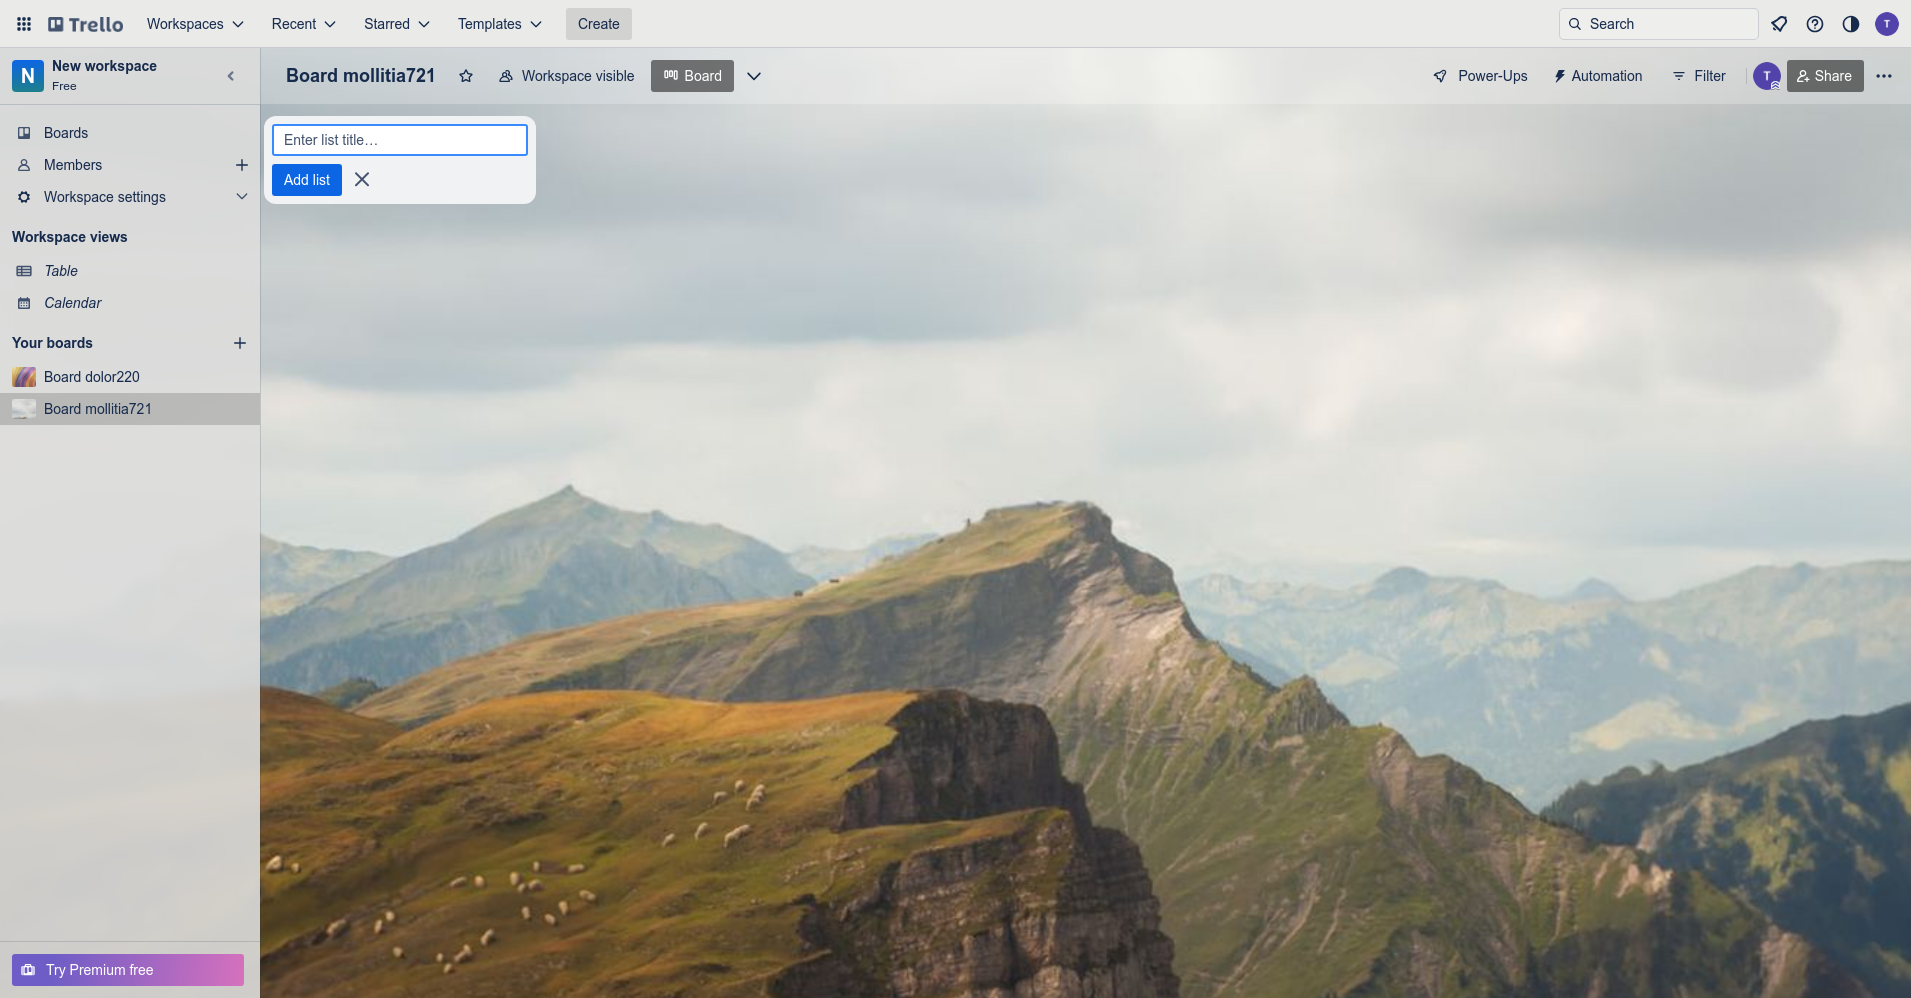 Trello
Workspaces
Recent
Starred
Templates
Create
Search
T
N
New workspace
Free
Board mollitia721
Workspace visible
Board
Power-Ups
Automation
Filter
T
Share
Boards
Members
Workspace settings
Workspace views
Table
Calendar
Your boards
Board dolor220
Board mollitia721
Enter list title…
Add list
Try Premium free